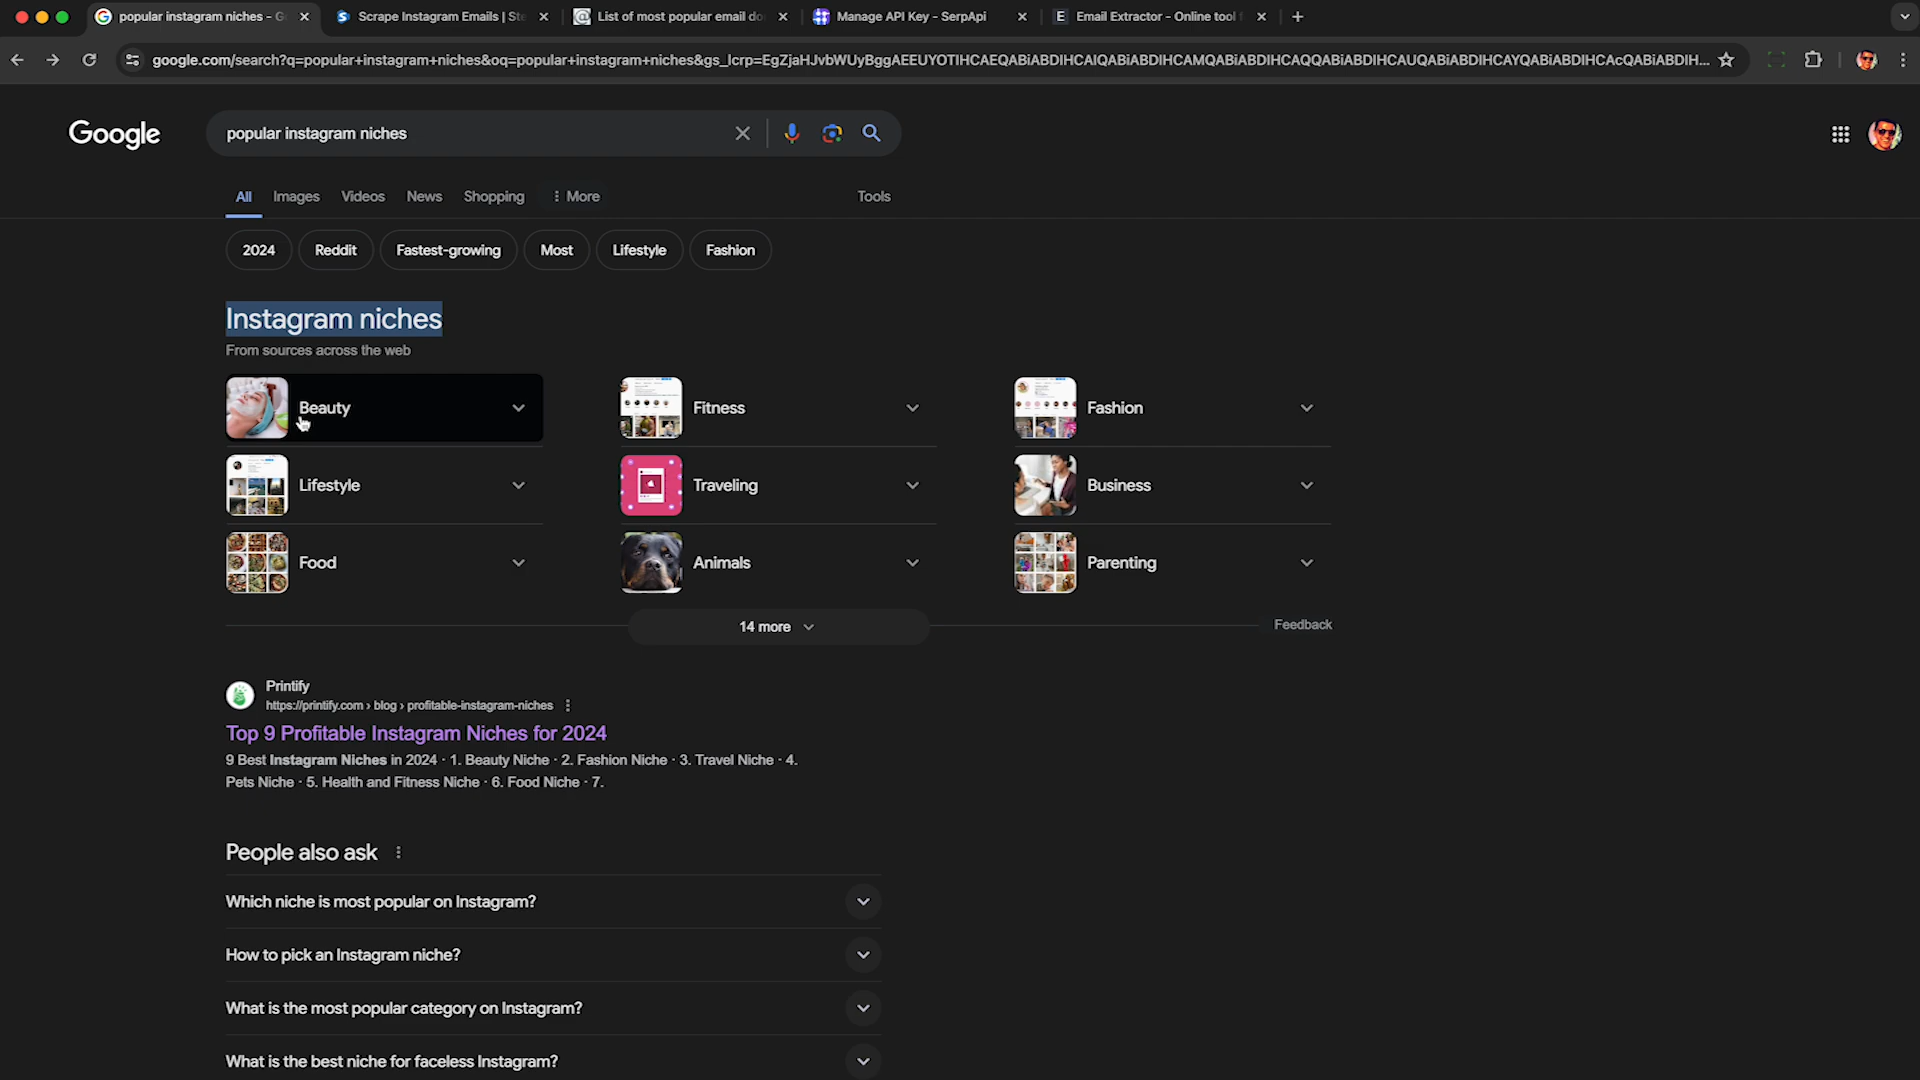 popular instagram niches - G
Scrape Instagram Emails | Ste
List of most popular email do
Manage API Key - SerpApi
E Email Extractor - Online tool f
google.com/search?q=popular+instagram+niches&oq=popular+instagram+niches&gs_lcrp=EgZjaHJvbWUyBggAEEUYOTIHCAEQABiABDIHCAIQABiABDIHCAMQABiABDIHCAQQABiABDIHCAUQABiABDIHCAYQABiABDIHCAcQABiABDIH...
Google
popular instagram niches
All Images Videos News Shopping More Tools
2024 Reddit Fastest-growing Most Lifestyle Fashion
Instagram niches
From sources across the web
Beauty Fitness Fashion
Lifestyle Traveling Business
Food Animals Parenting
14 more
Feedback
Printify
https://printify.com › blog › profitable-instagram-niches
Top 9 Profitable Instagram Niches for 2024
9 Best Instagram Niches in 2024 · 1. Beauty Niche · 2. Fashion Niche · 3. Travel Niche · 4.
Pets Niche · 5. Health and Fitness Niche · 6. Food Niche · 7.
People also ask
Which niche is most popular on Instagram?
How to pick an Instagram niche?
What is the most popular category on Instagram?
What is the best niche for faceless Instagram?